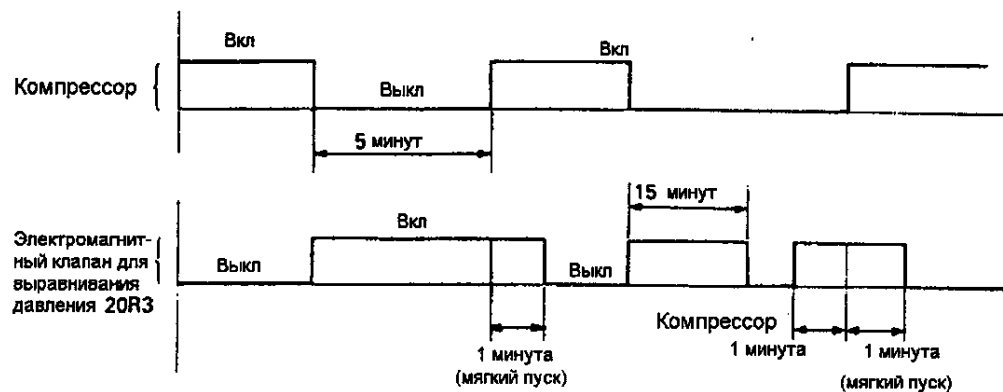 Вкл
Вкл
Компрессор
Выкл
5 минут
15 минут
Вкл
Электромагнит-
ный клапан для
выравнивания
давления 20R3
Выкл
Выкл
Компрессор
1 минута
(мягкий пуск)
1 минута
1 минута
(мягкий пуск)